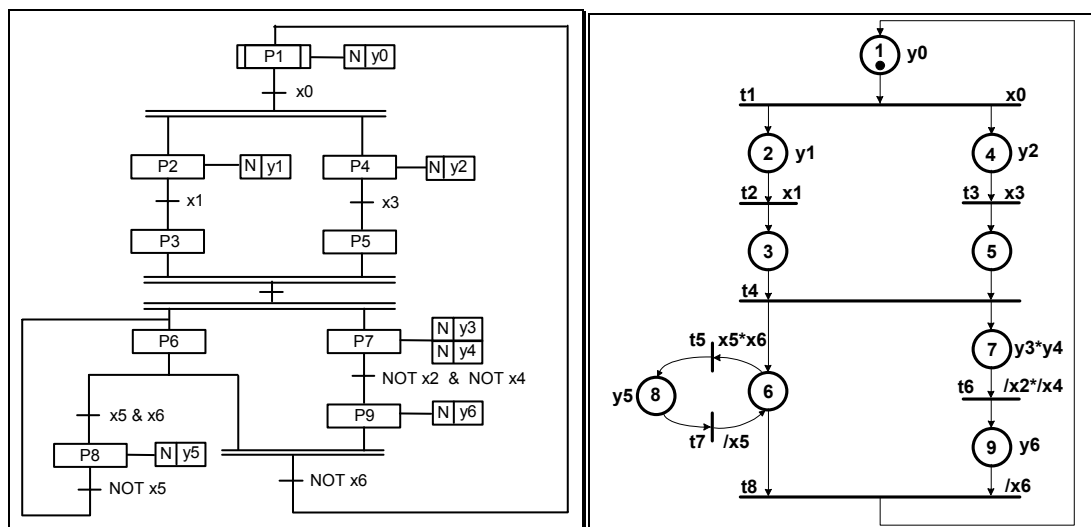 P1 N y0
x0
P2 N y1 P4 N y2
x1 x3
P3 P5
P6 P7 N y3
N y4
NOT x2 & NOT x4
x5 & x6 P9 N y6
P8 N y5
NOT x5 NOT x6
1 y0
t1 x0
2 y1 4 y2
t2 x1 t3 x3
3 5
t4
t5 x5*x6 7 y3*y4
y5 8 6 t6 /x2*/x4
t7 /x5 9 y6
t8 /x6